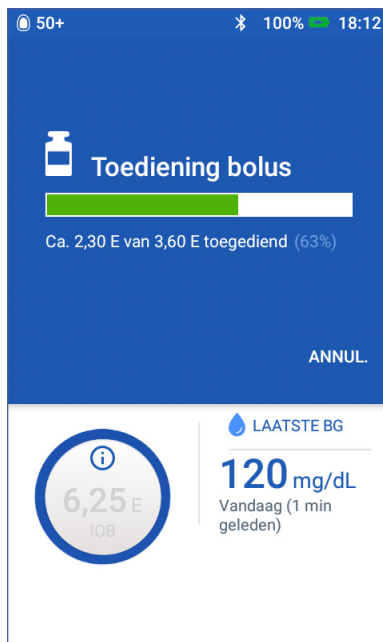 50+ 100% 18:12
Toediening bolus
Ca. 2,30 E van 3,60 E toegediend (63%)
ANNUL.
6,25 E
IOB
LAATSTE BG
120 mg/dL
Vandaag (1 min
geleden)